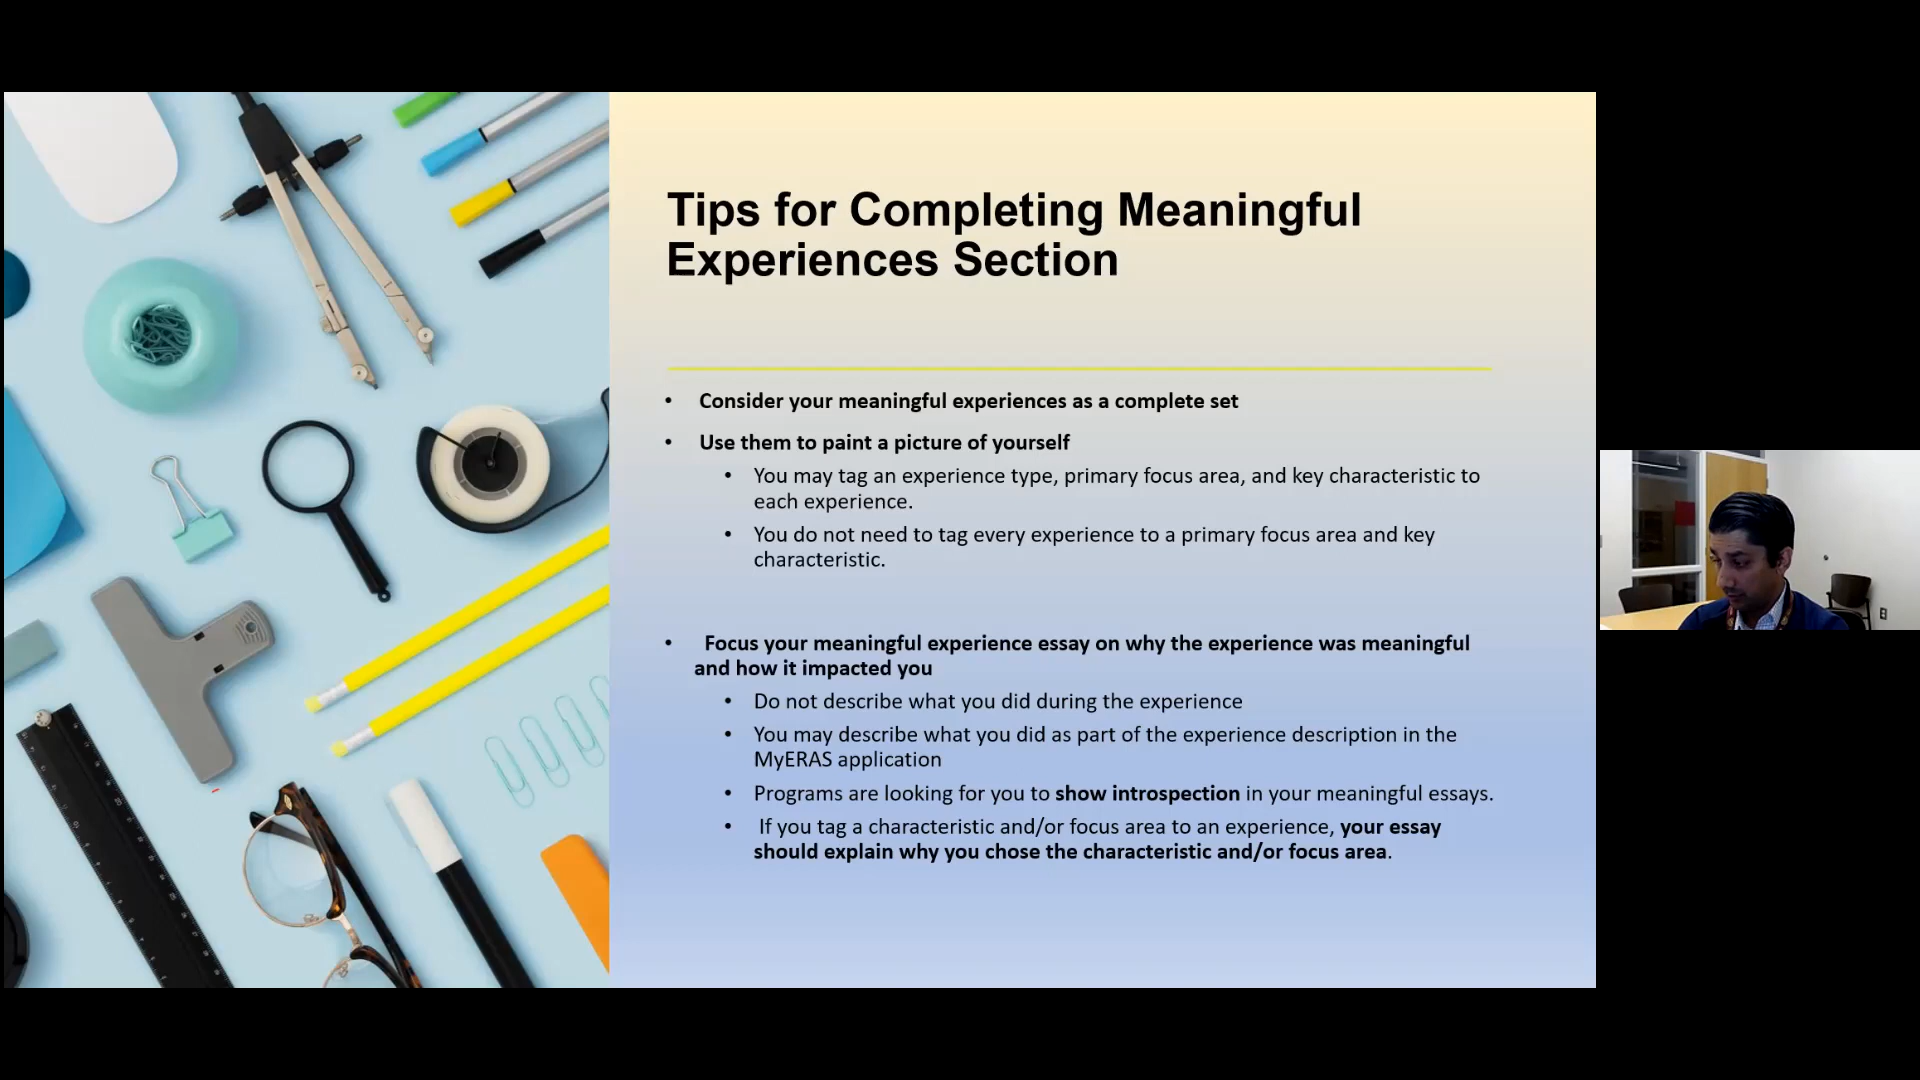 Tips for Completing Meaningful
Experiences Section
• Consider your meaningful experiences as a complete set
• Use them to paint a picture of yourself
• You may tag an experience type, primary focus area, and key characteristic to
each experience.
• You do not need to tag every experience to a primary focus area and key
characteristic.
• Focus your meaningful experience essay on why the experience was meaningful
and how it impacted you
• Do not describe what you did during the experience
• You may describe what you did as part of the experience description in the
MyERAS application
• Programs are looking for you to show introspection in your meaningful essays.
• If you tag a characteristic and/or focus area to an experience, your essay
should explain why you chose the characteristic and/or focus area.